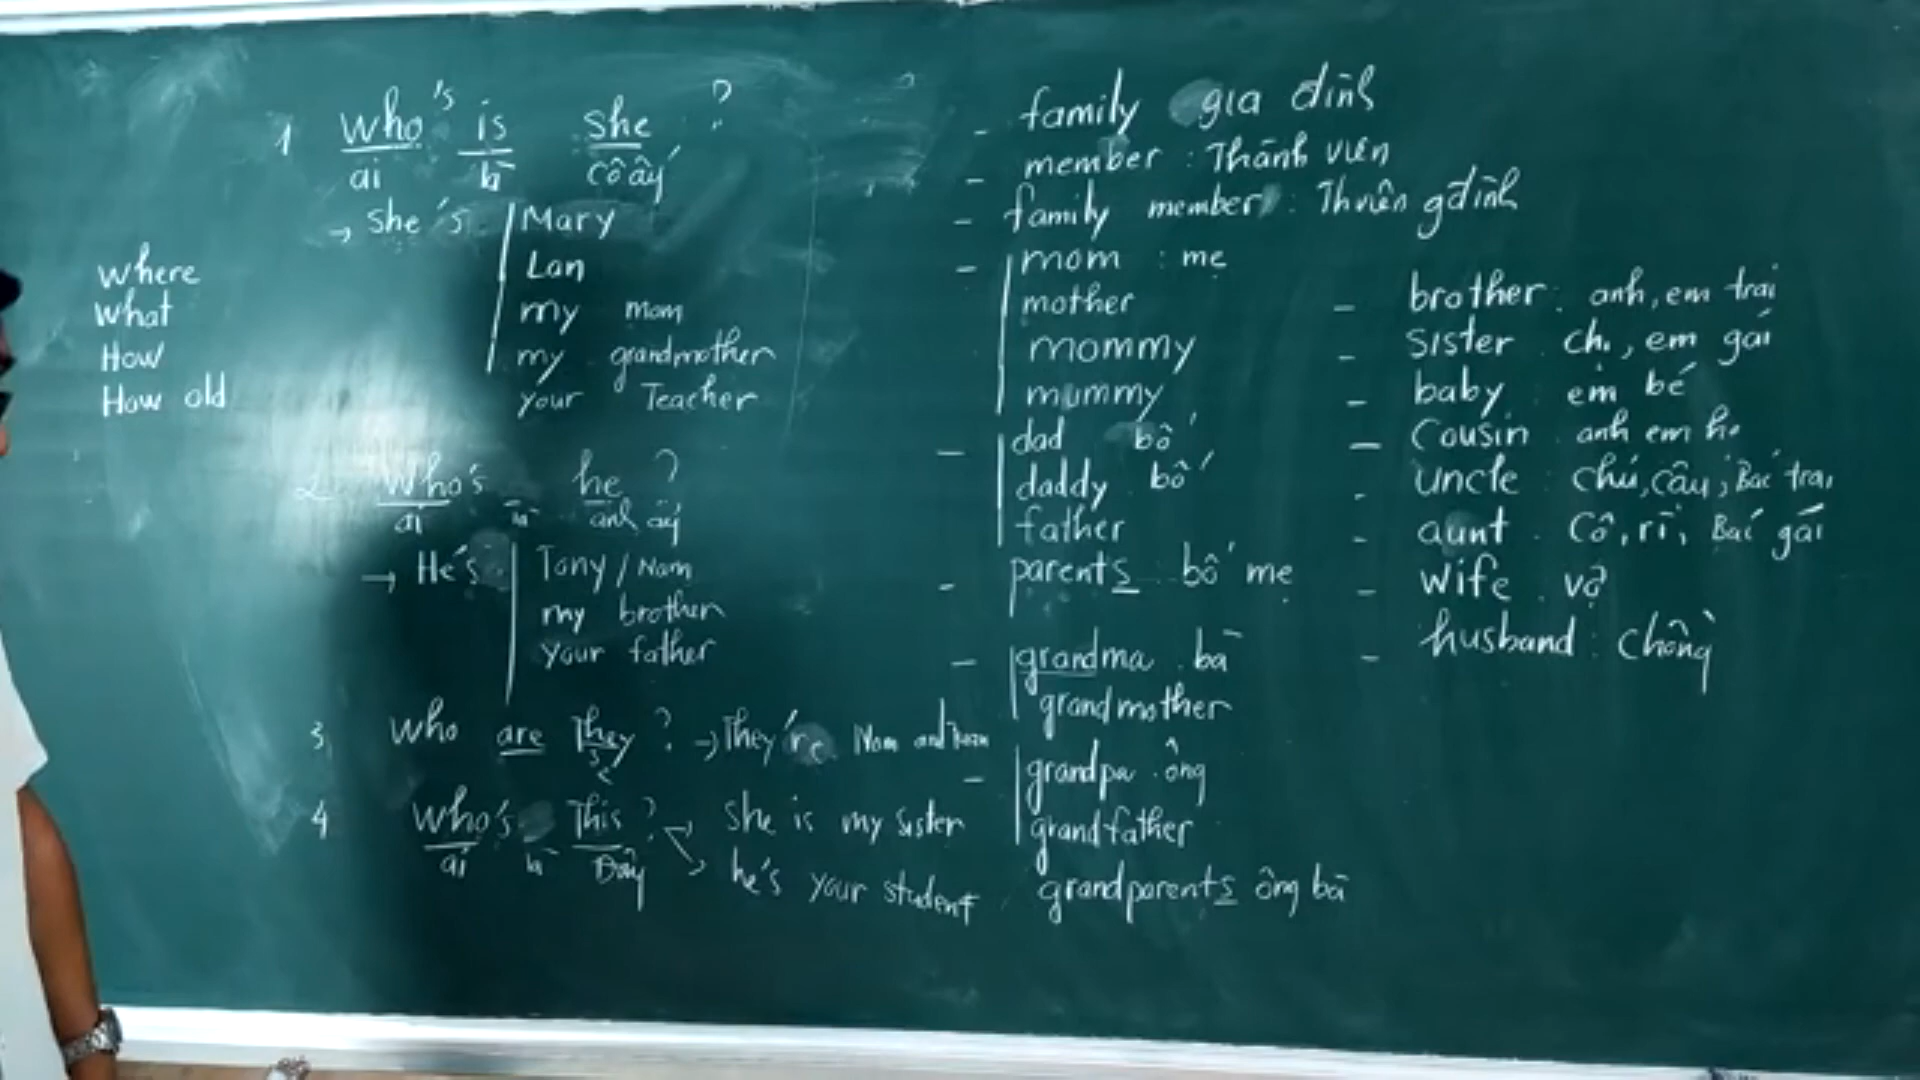 Where
What
How
How old
1 Who's is she ?
ai là cô ấy
→ she's Mary
Lan
my mom
my grandmother
your Teacher
2 Who's he ?
ai là anh ấy
→ He's Tony / Nam
my brother
your father
3 Who are They ? → They're Nam and
4 Who's This ? → she is my sister
ai là Đây → he's your student
- family gia đình
- member : Thành viên
- family member : Thviên gđình
- mom : mẹ
mother
mommy
mummy
- dad bố
daddy bố
father
- parents bố mẹ
- grandma bà
grandmother
- grandpa ông
grandfather
grandparents ông bà
- brother : anh, em trai
- sister chị, em gái
- baby em bé
- Cousin anh em họ
- uncle chú, cậu, Bác trai
- aunt Cô, rì, Bác gái
- wife vợ
- husband : chồng